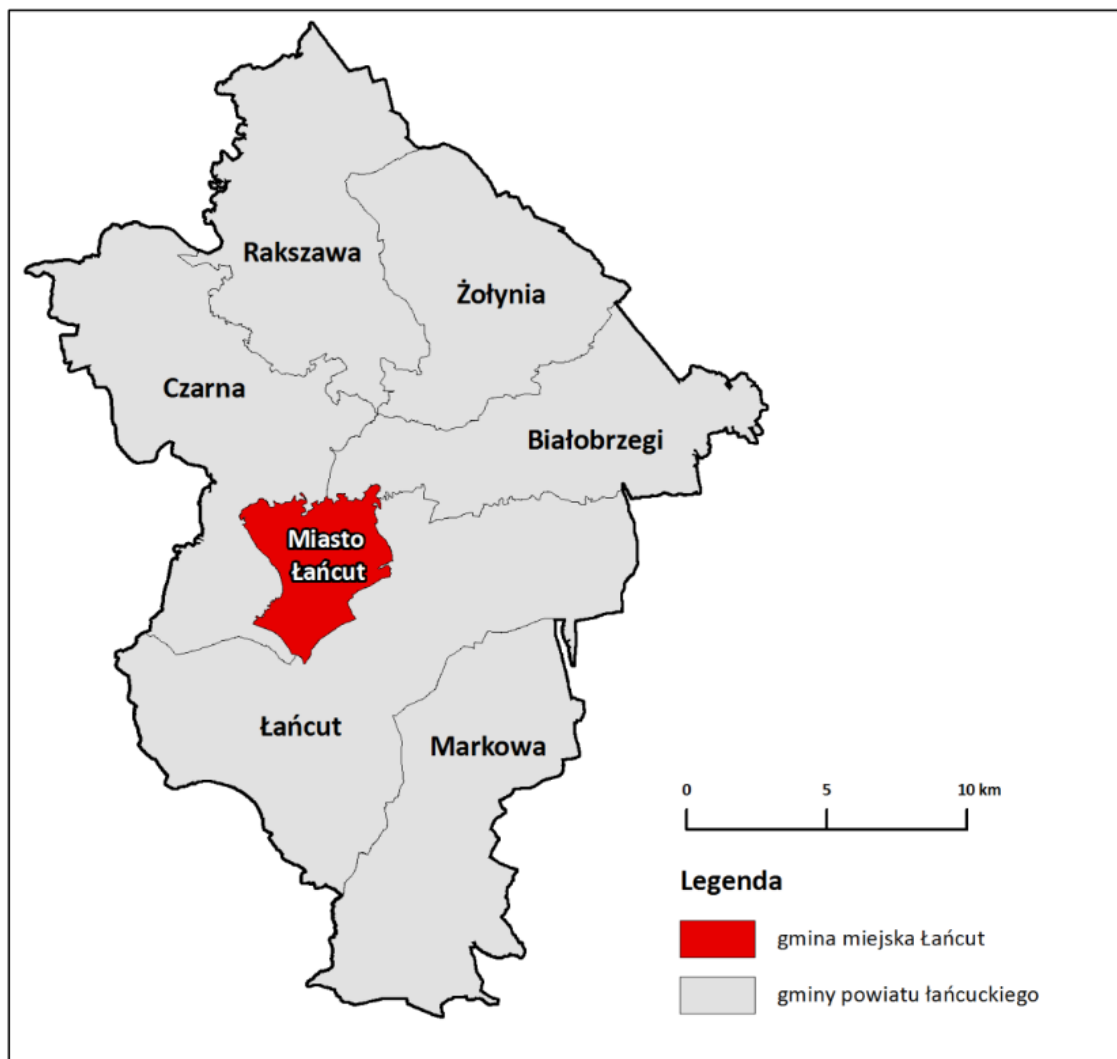 Rakszawa
Żołynia
Czarna
Białobrzegi
Miasto
Łańcut
Łańcut
Markowa
0 5 10 km
Legenda
gmina miejska Łańcut
gminy powiatu łańcuckiego